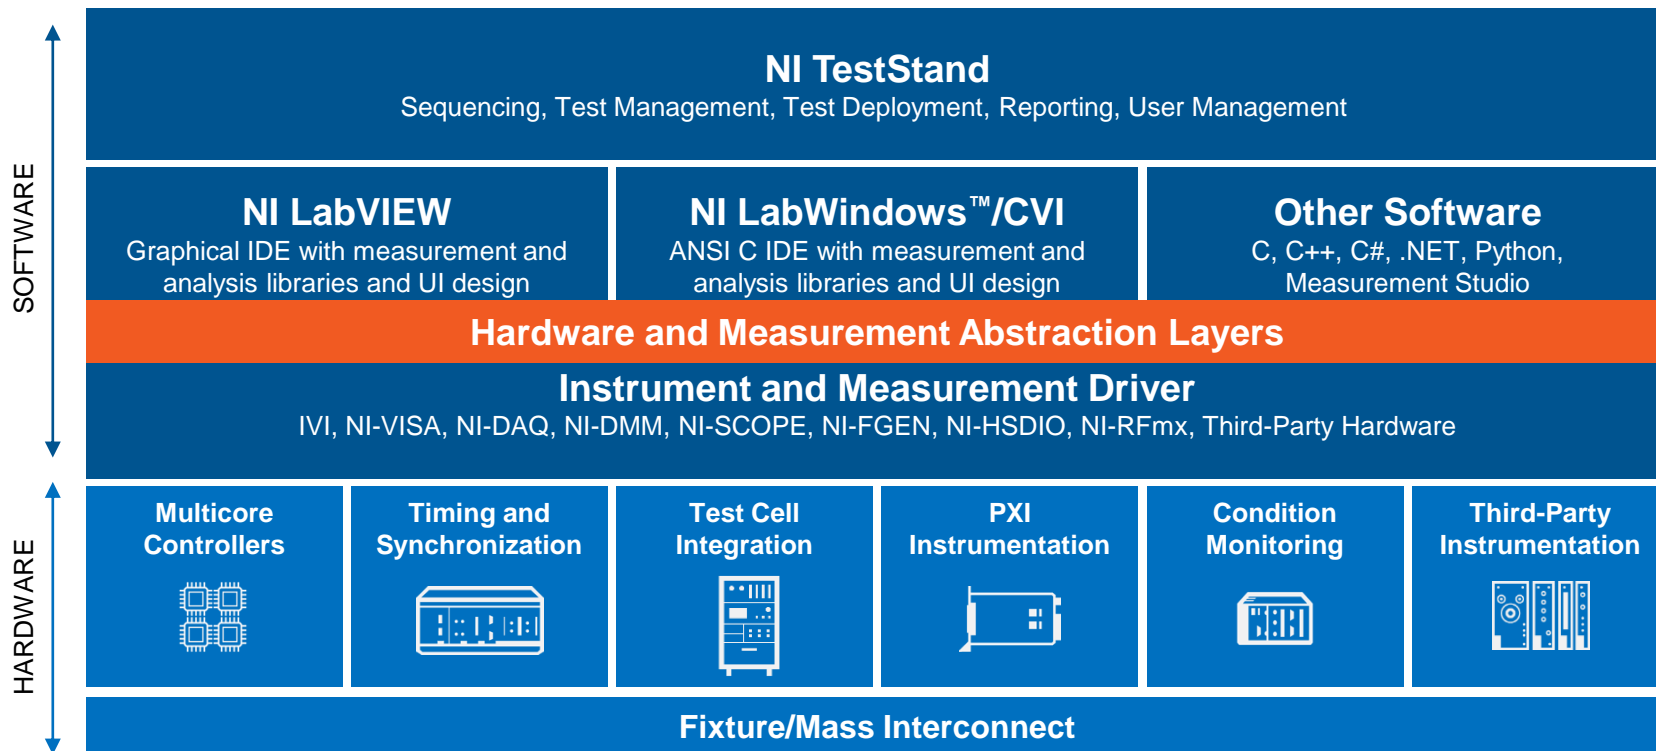 SOFTWARE
NI TestStand
Sequencing, Test Management, Test Deployment, Reporting, User Management
NI LabVIEW
Graphical IDE with measurement and
analysis libraries and UI design
NI LabWindows™/CVI
ANSI C IDE with measurement and
analysis libraries and UI design
Other Software
C, C++, C#, .NET, Python,
Measurement Studio
Hardware and Measurement Abstraction Layers
Instrument and Measurement Driver
IVI, NI-VISA, NI-DAQ, NI-DMM, NI-SCOPE, NI-FGEN, NI-HSDIO, NI-RFmx, Third-Party Hardware
HARDWARE
Multicore
Controllers
Timing and
Synchronization
Test Cell
Integration
PXI
Instrumentation
Condition
Monitoring
Third-Party
Instrumentation
Fixture/Mass Interconnect